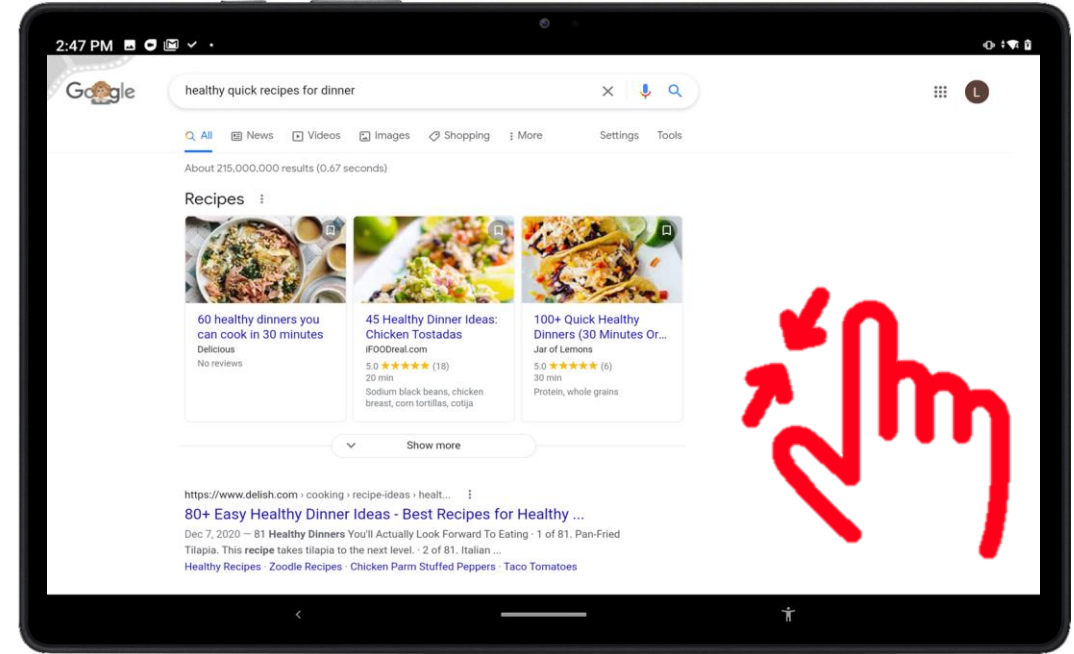 2:47 PM
Google
healthy quick recipes for dinner
L
All News Videos Images Shopping More Settings Tools
About 215,000,000 results (0.67 seconds)
Recipes
60 healthy dinners you
can cook in 30 minutes
Delicious
No reviews
45 Healthy Dinner Ideas:
Chicken Tostadas
iFOODreal.com
5.0 ★★★★★ (18)
20 min
Sodium black beans, chicken
breast, corn tortillas, cotija
100+ Quick Healthy
Dinners (30 Minutes Or...
Jar of Lemons
5.0 ★★★★★ (6)
30 min
Protein, whole grains
Show more
https://www.delish.com › cooking › recipe-ideas › healt...
80+ Easy Healthy Dinner Ideas - Best Recipes for Healthy ...
Dec 7, 2020 — 81 Healthy Dinners You'll Actually Look Forward To Eating · 1 of 81. Pan-Fried
Tilapia. This recipe takes tilapia to the next level. · 2 of 81. Italian ...
Healthy Recipes · Zoodle Recipes · Chicken Parm Stuffed Peppers · Taco Tomatoes